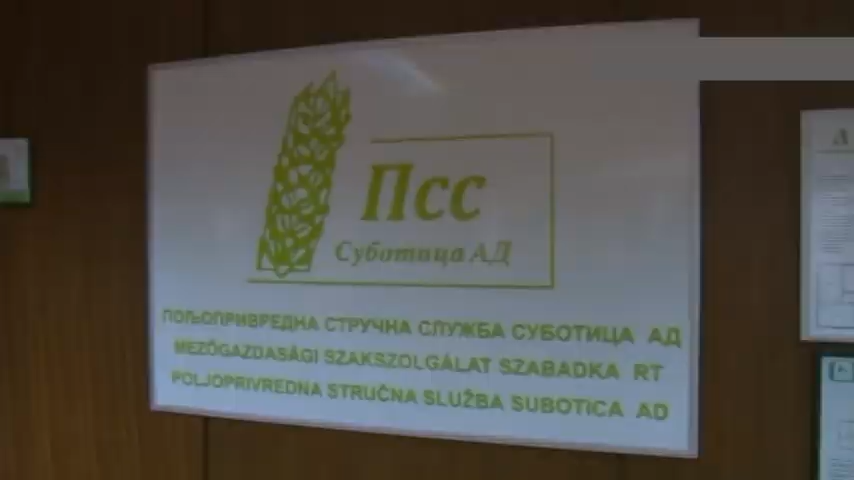 Псс
Суботица АД
ПОЉОПРИВРЕДНА СТРУЧНА СЛУЖБА СУБОТИЦА АД
MEZŐGAZDASÁGI SZAKSZOLGÁLAT SZABADKA RT
POLJOPRIVREDNA STRUČNA SLUŽBA SUBOTICA AD